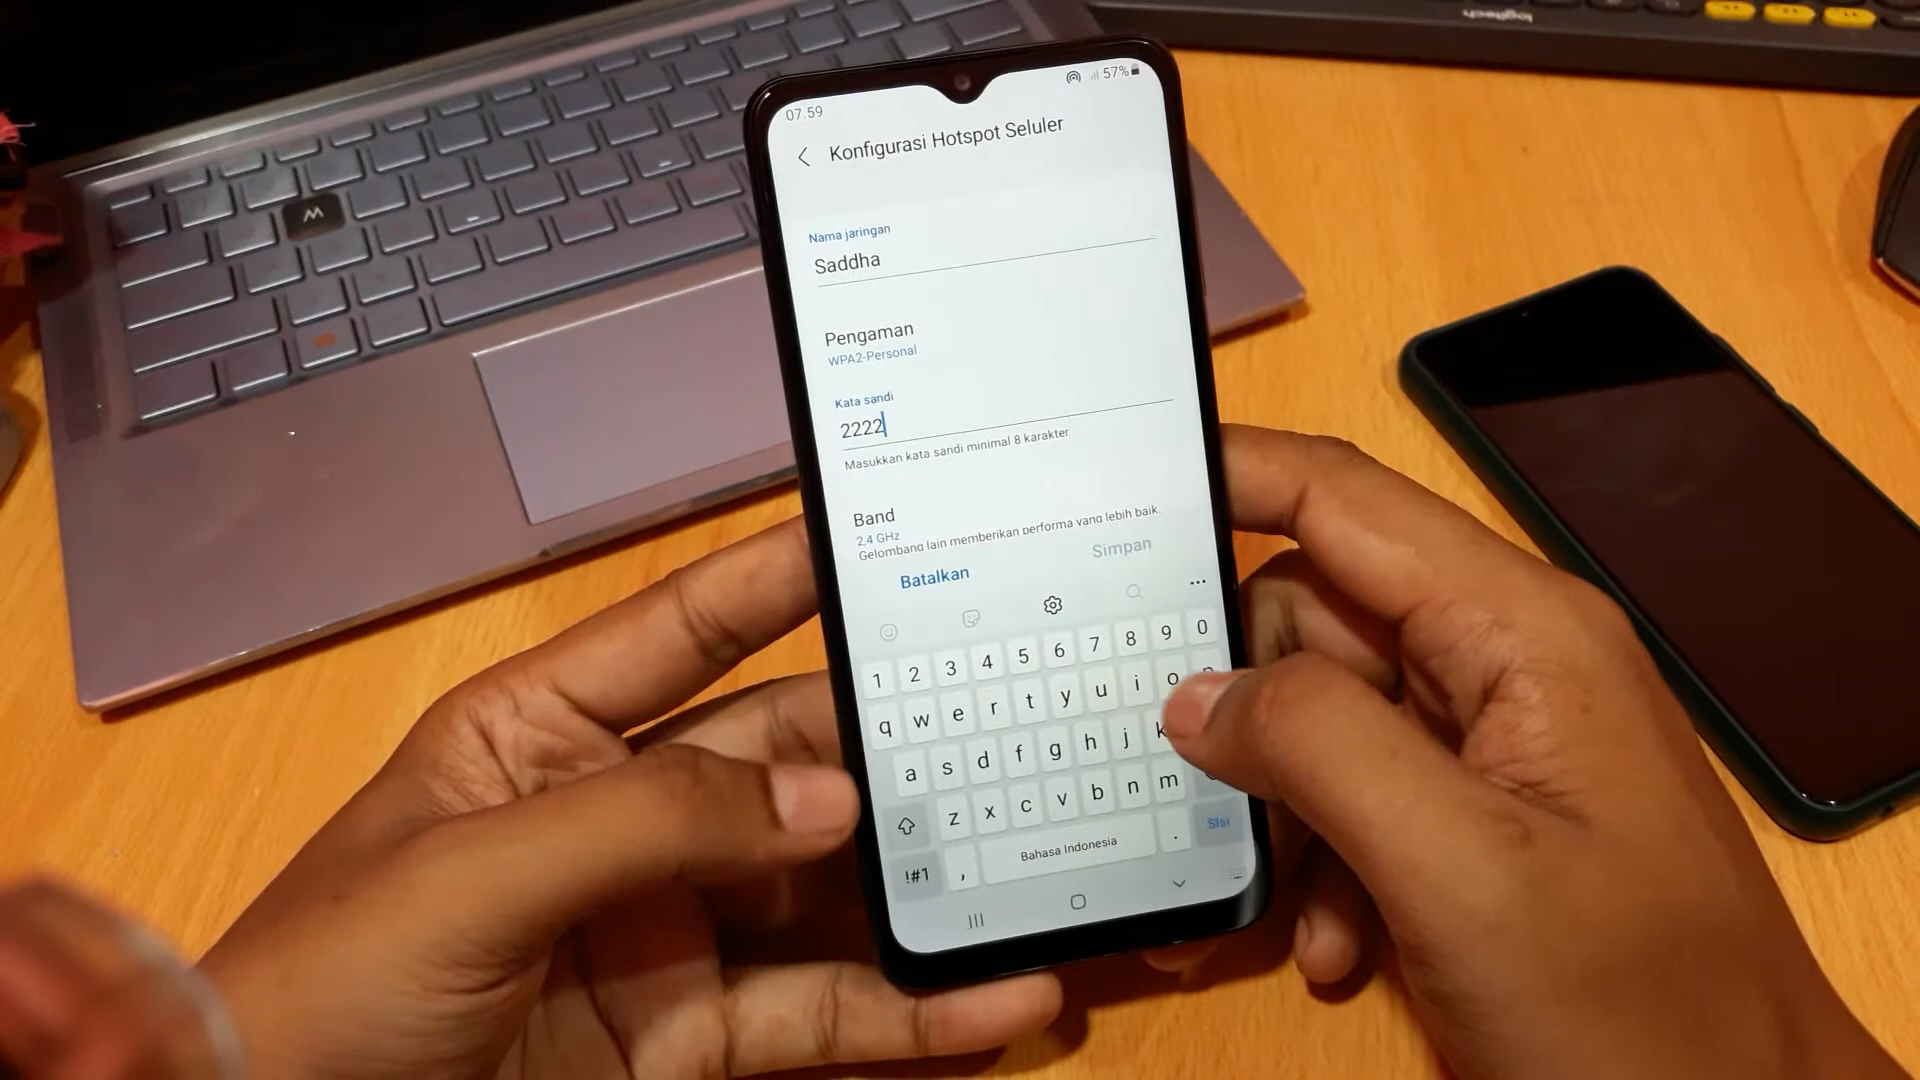 logitech
07.59
57%
Konfigurasi Hotspot Seluler
Nama jaringan
Saddha
Pengaman
WPA2-Personal
Kata sandi
2222
Masukkan kata sandi minimal 8 karakter.
Band
2,4 GHz
Gelombang lain memberikan performa yang lebih baik.
Batalkan
Simpan
1 2 3 4 5 6 7 8 9 0
q w e r t y u i o p
a s d f g h j k
z x c v b n m
!#1 , Bahasa Indonesia . Slsi
W